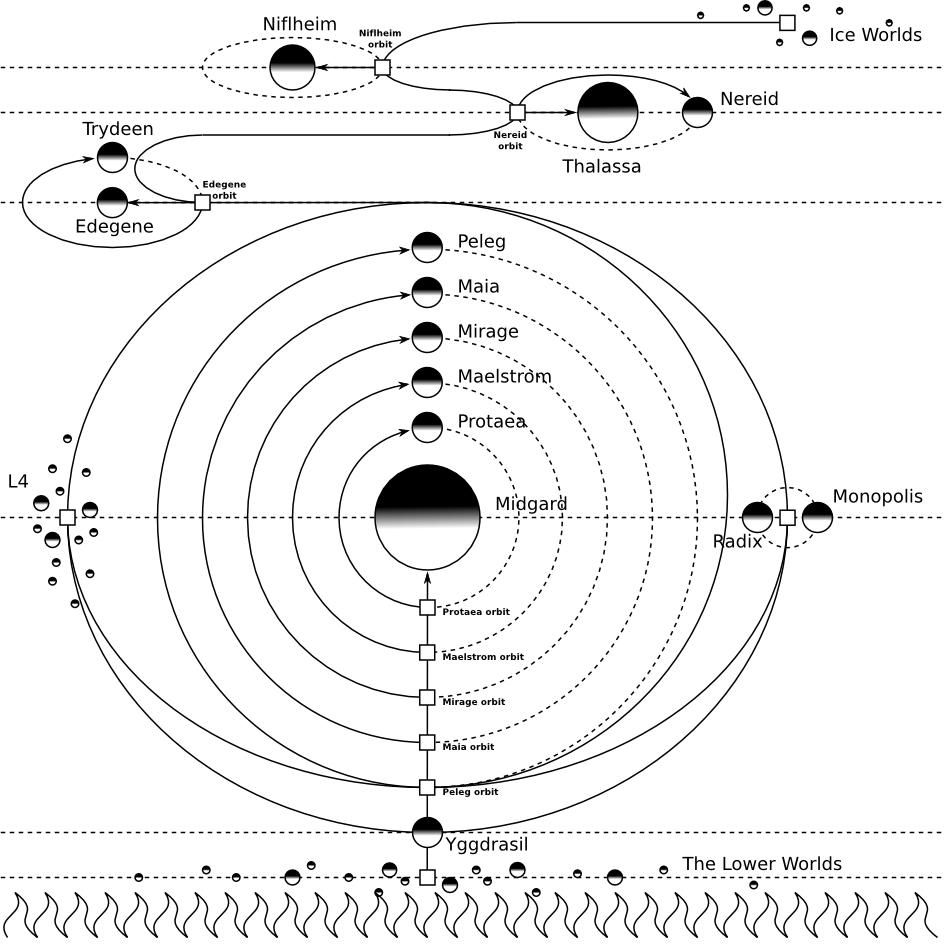 Niflheim
Niflheim
orbit
Ice Worlds
Nereid
Trydeen
Nereid
orbit
Thalassa
Edegene
orbit
Edegene
Peleg
Maia
Mirage
Maelstrom
Protaea
L4
Midgard
Monopolis
Radix
Protaea orbit
Maelstrom orbit
Mirage orbit
Maia orbit
Peleg orbit
Yggdrasil
The Lower Worlds